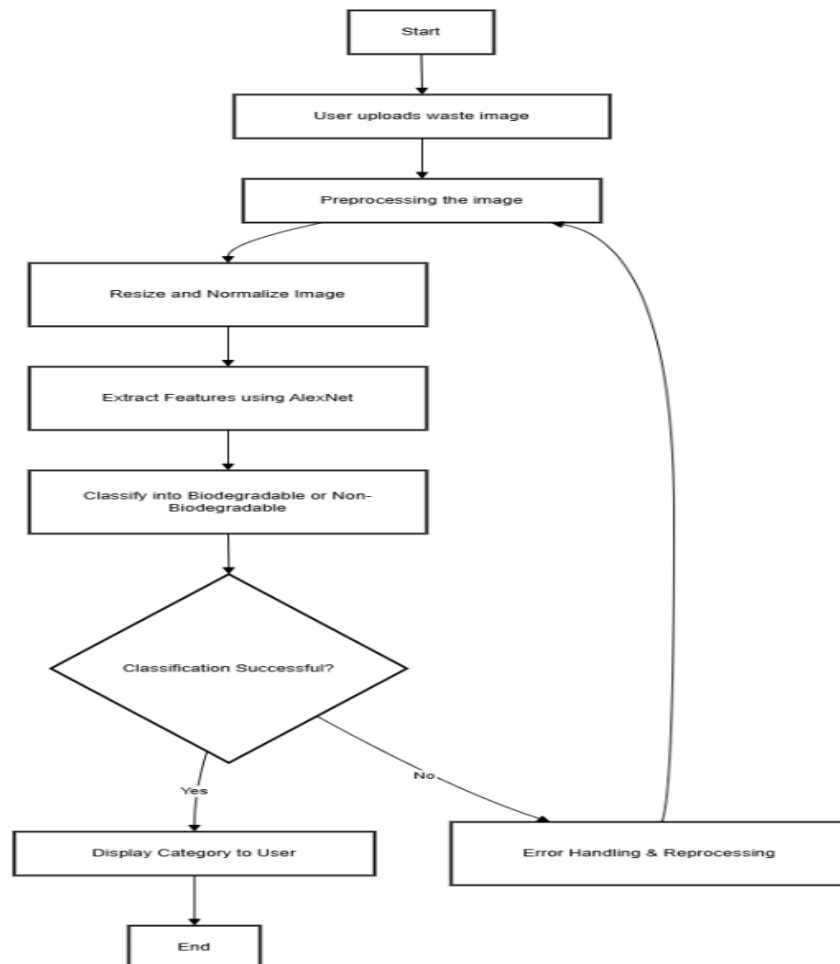 Start
User uploads waste image
Preprocessing the image
Resize and Normalize Image
Extract Features using AlexNet
Classify into Biodegradable or Non-
Biodegradable
Classification Successful?
No
Yes
Display Category to User
Error Handling & Reprocessing
End